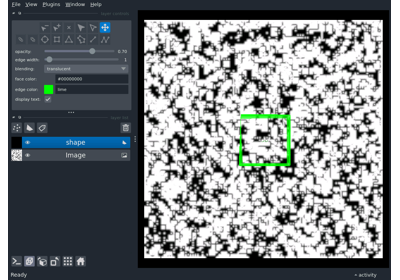 File View Plugins Window Help
opacity: 0.70
edge width: 1
blending: translucent
face color: #00000000
edge color: lime
display text: ✓
shape
Image
Ready
activity